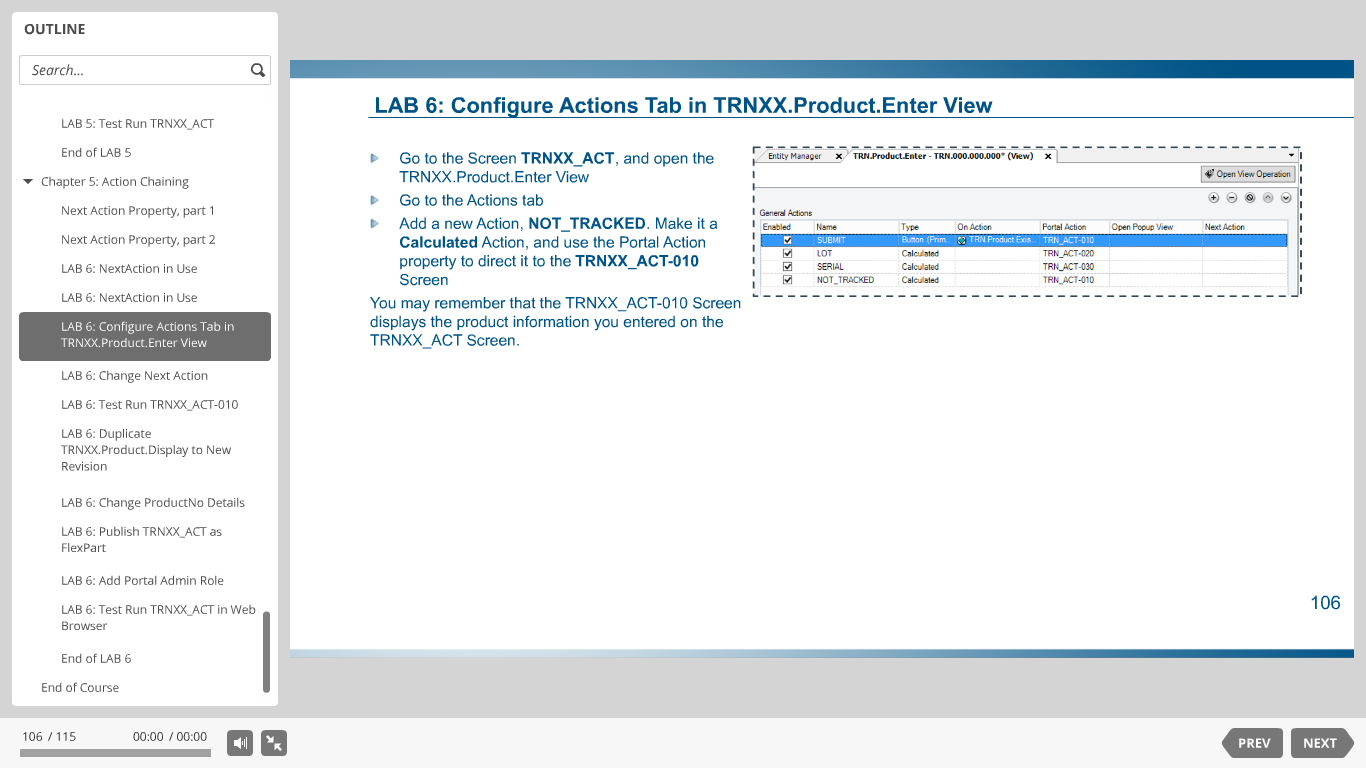 OUTLINE
Search...
LAB 5: Test Run TRNXX_ACT
End of LAB 5
Chapter 5: Action Chaining
Next Action Property, part 1
Next Action Property, part 2
LAB 6: NextAction in Use
LAB 6: NextAction in Use
LAB 6: Configure Actions Tab in
TRNXX.Product.Enter View
LAB 6: Change Next Action
LAB 6: Test Run TRNXX_ACT-010
LAB 6: Duplicate
TRNXX.Product.Display to New
Revision
LAB 6: Change ProductNo Details
LAB 6: Publish TRNXX_ACT as
FlexPart
LAB 6: Add Portal Admin Role
LAB 6: Test Run TRNXX_ACT in Web
Browser
End of LAB 6
End of Course
LAB 6: Configure Actions Tab in TRNXX.Product.Enter View
Go to the Screen TRNXX_ACT, and open the
TRNXX.Product.Enter View
Go to the Actions tab
Add a new Action, NOT_TRACKED. Make it a
Calculated Action, and use the Portal Action
property to direct it to the TRNXX_ACT-010
Screen
You may remember that the TRNXX_ACT-010 Screen
displays the product information you entered on the
TRNXX_ACT Screen.
Entity Manager TRN.Product.Enter - TRN.000.000.000* (View)
Open View Operation
General Actions
Enabled Name Type On Action Portal Action Open Popup View Next Action
SUBMIT Button (Prim... TRN.Product.Exis... TRN_ACT-010
LOT Calculated TRN_ACT-020
SERIAL Calculated TRN_ACT-030
NOT_TRACKED Calculated TRN_ACT-010
106
106 / 115 00:00 / 00:00
PREV NEXT